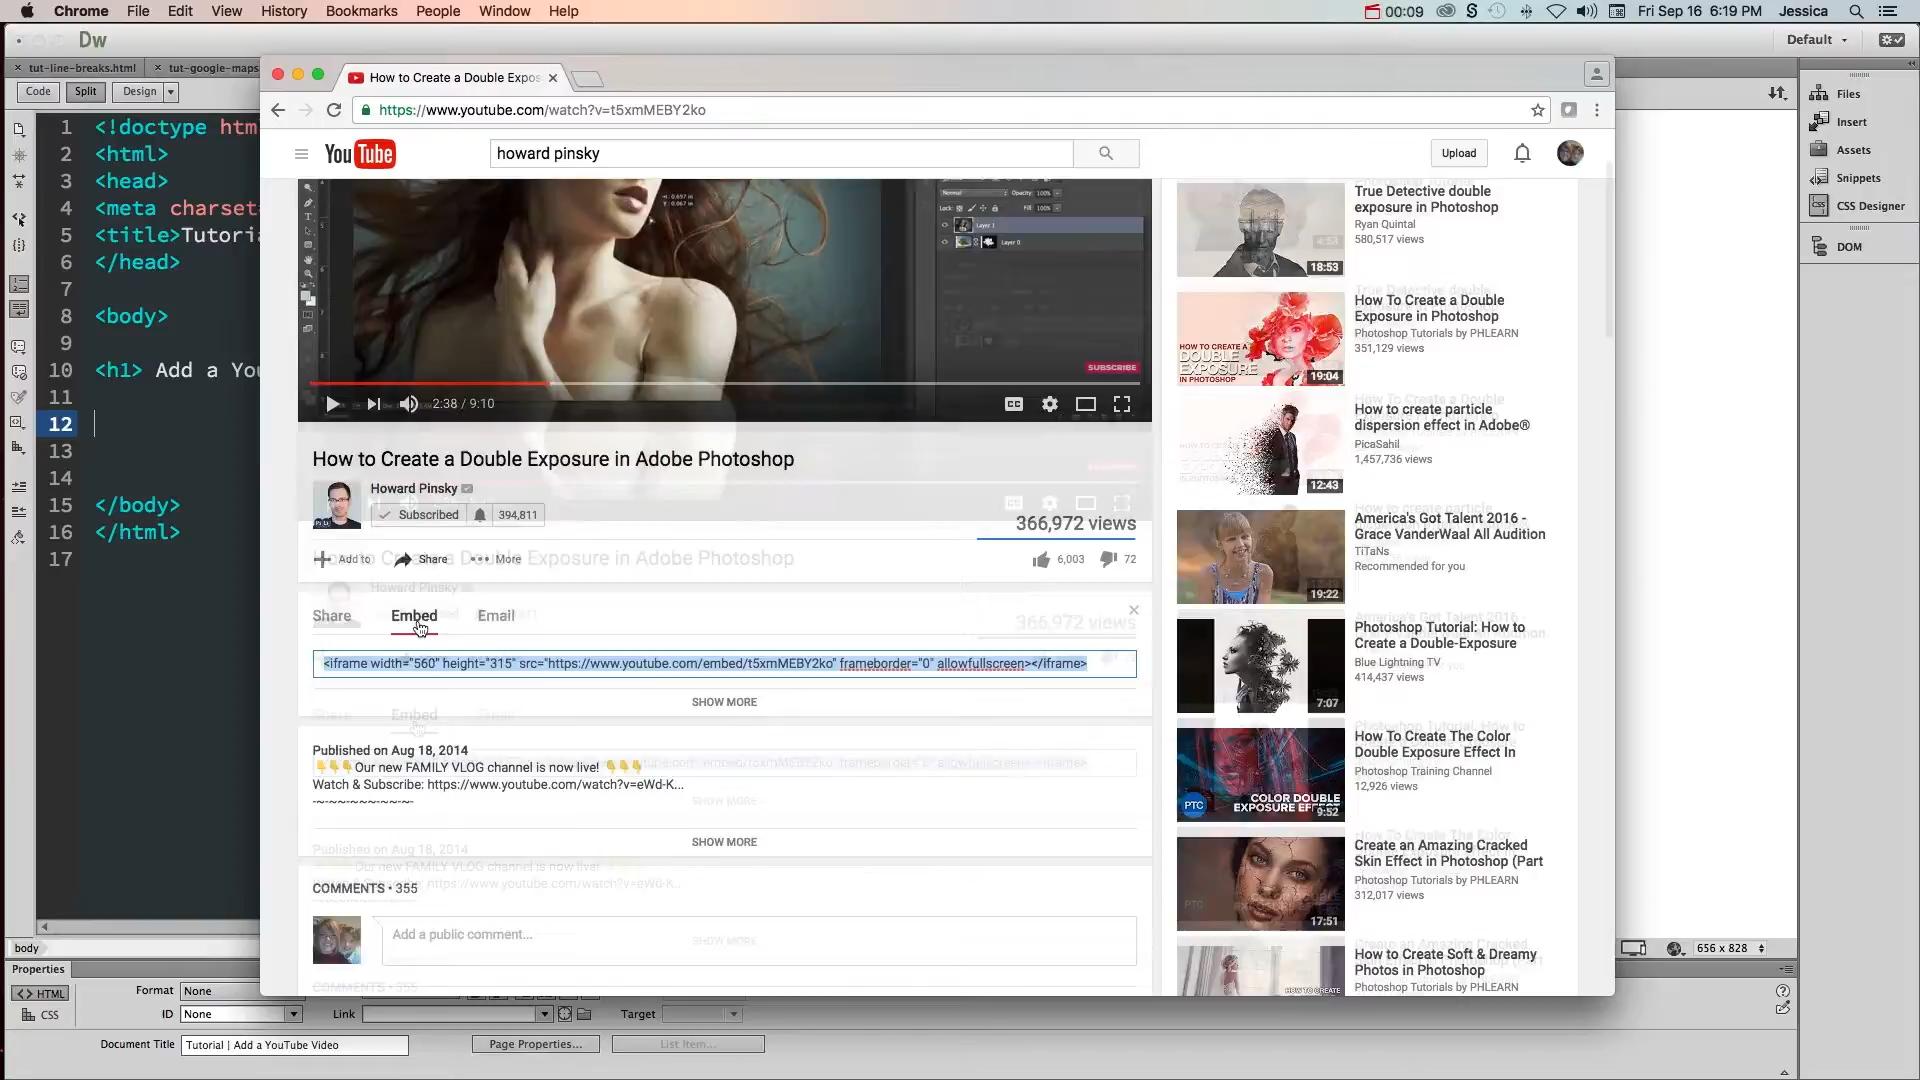 Chrome File Edit View History Bookmarks People Window Help
00:09 Fri Sep 16 6:19 PM Jessica
Dw
Default
tut-line-breaks.html
tut-google-maps
How to Create a Double Expos
Code Split Design
https://www.youtube.com/watch?v=t5xmMEBY2ko
YouTube
howard pinsky
Upload
1 <!doctype htm
2 <html>
3 <head>
4 <meta charset=
5 <title>Tutoria
6 </head>
7
8 <body>
9
10 <h1> Add a You
11
12
13
14
15 </body>
16 </html>
17
Layer 1
Layer 0
SUBSCRIBE
2:38 / 9:10
How to Create a Double Exposure in Adobe Photoshop
Howard Pinsky
Subscribed 394,811
366,972 views
Add to Share More
6,003 72
Share Embed Email
<iframe width="560" height="315" src="https://www.youtube.com/embed/t5xmMEBY2ko" frameborder="0" allowfullscreen></iframe>
SHOW MORE
Published on Aug 18, 2014
👇👇👇Our new FAMILY VLOG channel is now live! 👇👇👇
Watch & Subscribe: https://www.youtube.com/watch?v=eWd-K...
-~-~~-~~~-~~-~-
SHOW MORE
COMMENTS • 355
Add a public comment...
True Detective double
exposure in Photoshop
Ryan Quintal
580,517 views
18:53
How To Create a Double
Exposure in Photoshop
Photoshop Tutorials by PHLEARN
351,129 views
HOW TO CREATE A
DOUBLE
EXPOSURE
IN PHOTOSHOP
19:04
How to create particle
dispersion effect in Adobe®
PicaSahil
1,457,736 views
12:43
America's Got Talent 2016 -
Grace VanderWaal All Audition
TiTaNs
Recommended for you
19:22
Photoshop Tutorial: How to
Create a Double-Exposure
Blue Lightning TV
414,437 views
7:07
How To Create The Color
Double Exposure Effect In
Photoshop Training Channel
12,926 views
PTC
COLOR DOUBLE
EXPOSURE EFFECT
9:52
Create an Amazing Cracked
Skin Effect in Photoshop (Part
Photoshop Tutorials by PHLEARN
312,017 views
17:51
How to Create Soft & Dreamy
Photos in Photoshop
Photoshop Tutorials by PHLEARN
HOW TO CREATE
Files
Insert
Assets
Snippets
CSS Designer
DOM
body
656 x 828
Properties
<> HTML
CSS
Format None
ID None
Link
Target
Document Title Tutorial | Add a YouTube Video
Page Properties...
List Item...